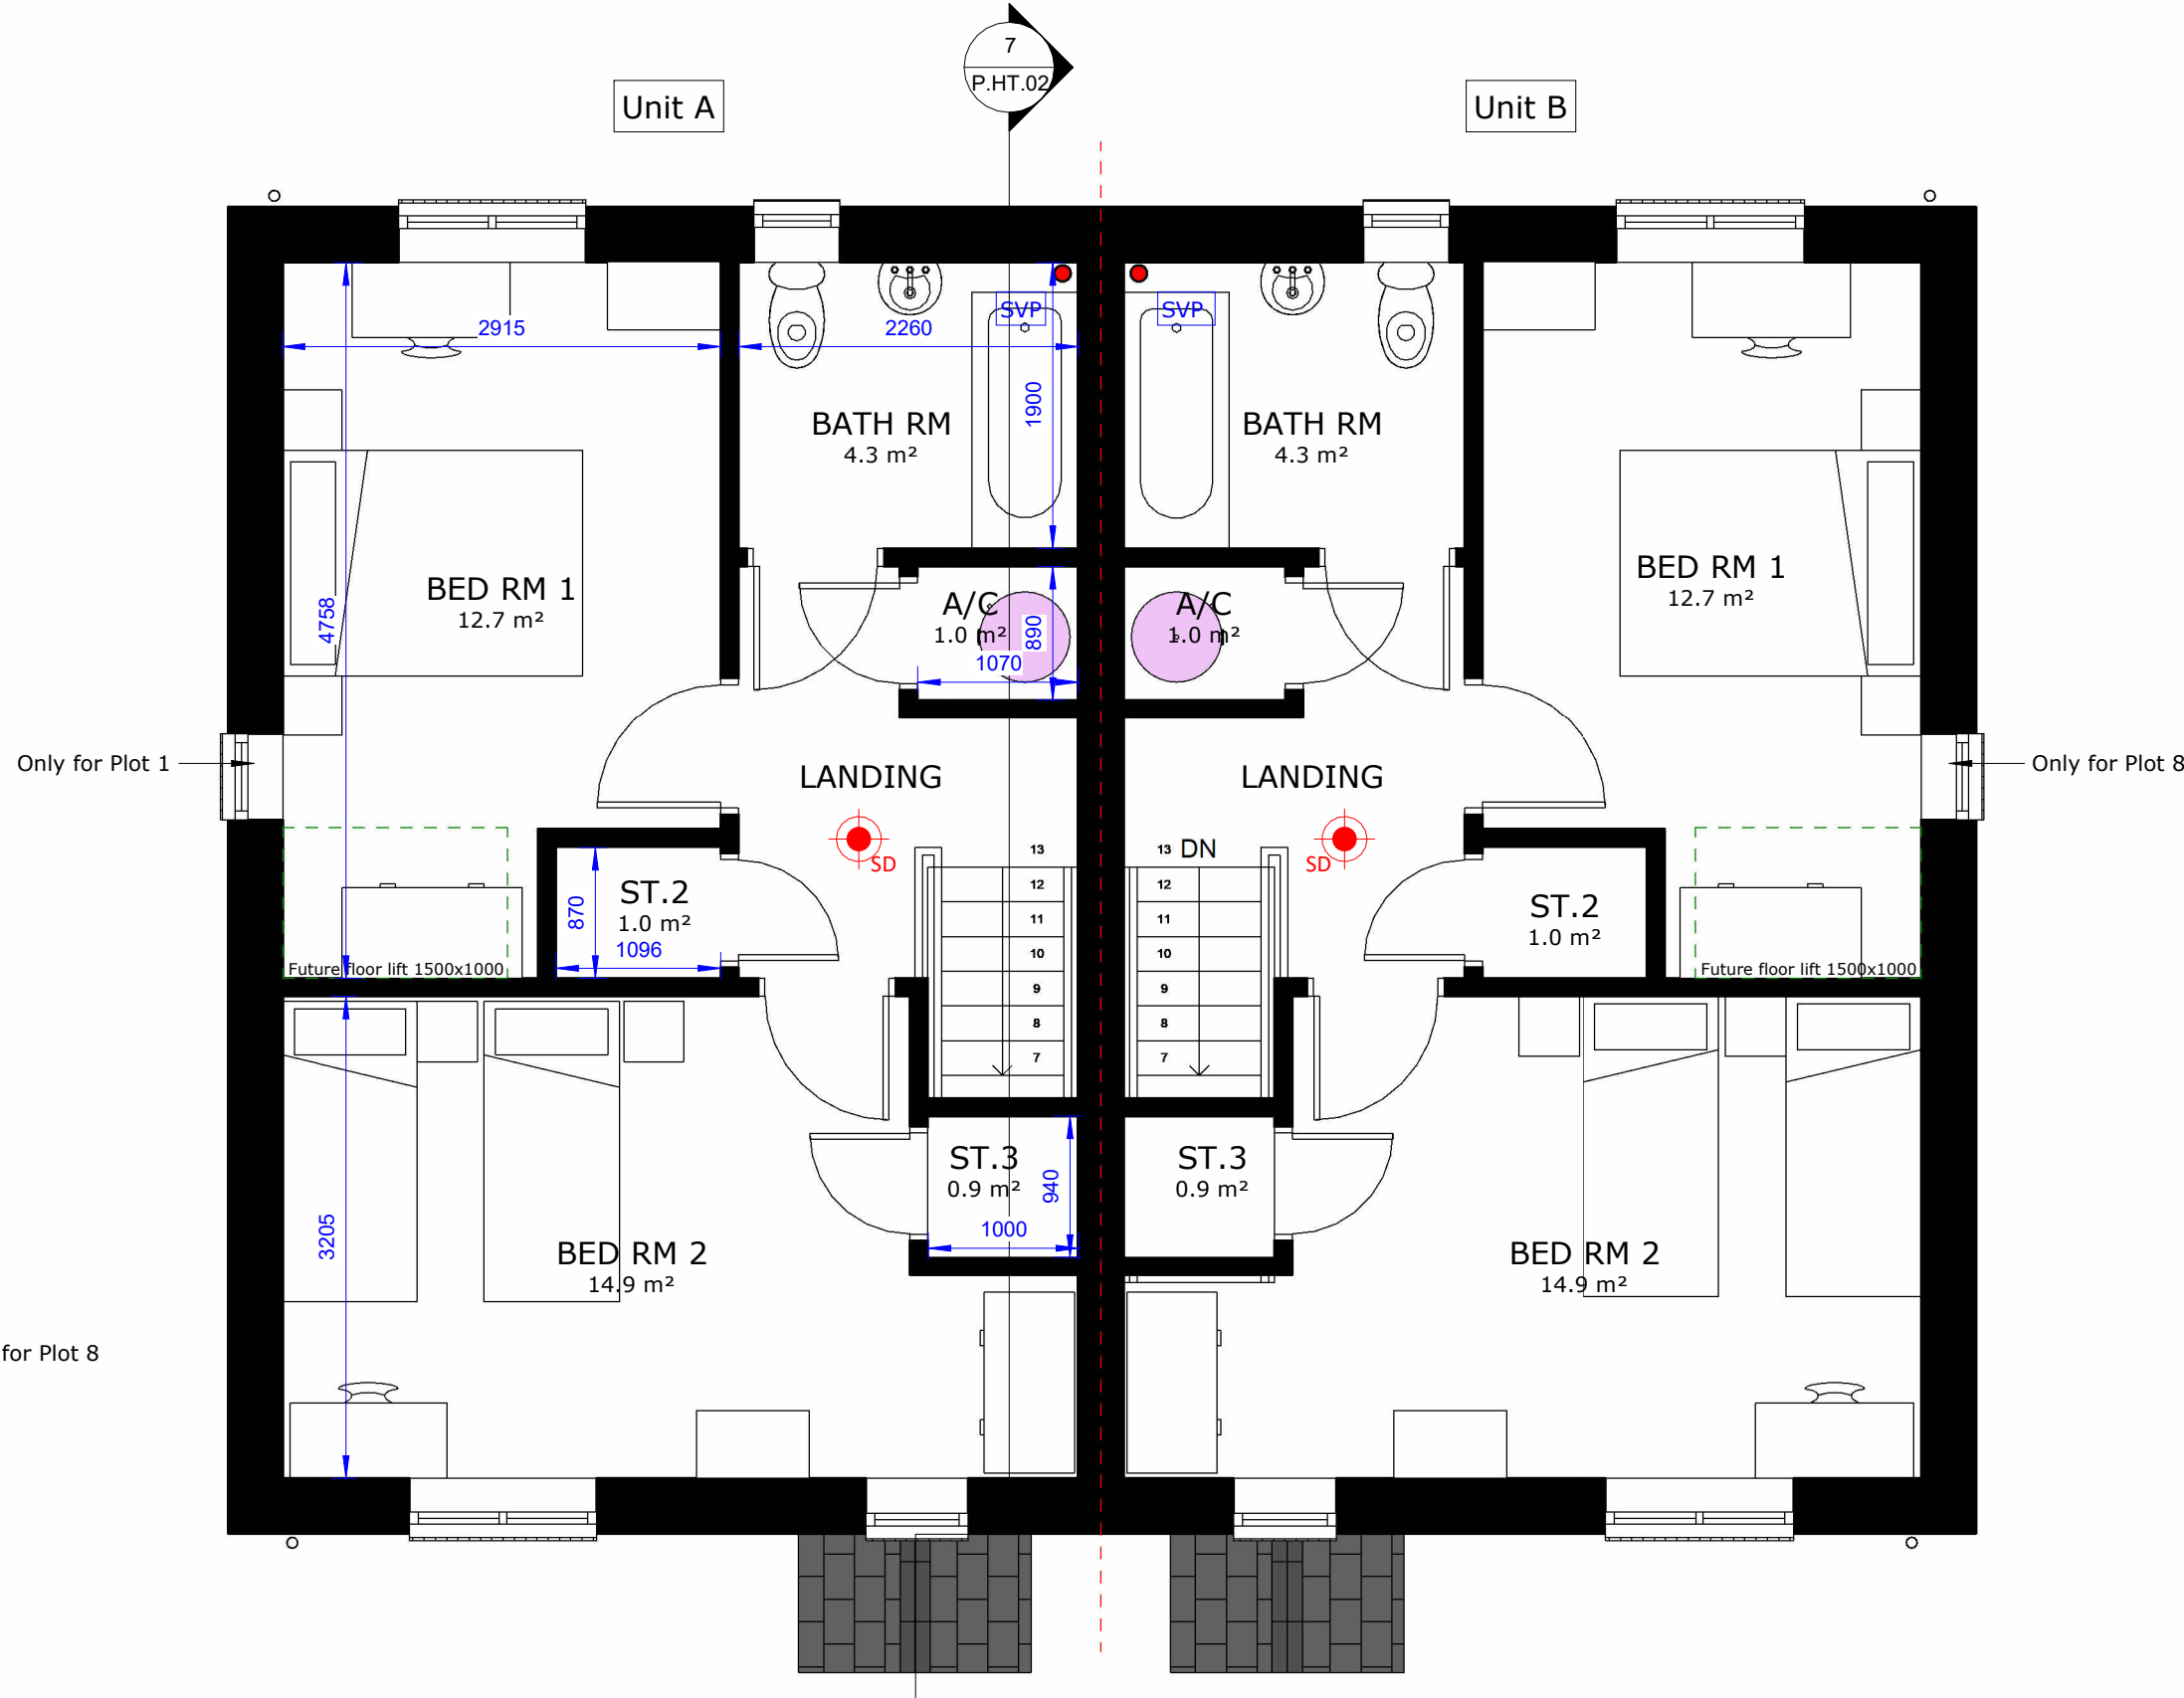 7
P.HT.02
Unit A
Unit B
SVP
SVP
2915
2260
1900
BATH RM
4.3 m²
BATH RM
4.3 m²
BED RM 1
12.7 m²
4758
A/C
1.0 m²
890
1070
A/C
1.0 m²
BED RM 1
12.7 m²
Only for Plot 1
LANDING
LANDING
Only for Plot 8
SD
SD
13
12
11
10
9
8
7
13 DN
12
11
10
9
8
7
ST.2
1.0 m²
870
1096
ST.2
1.0 m²
Future floor lift 1500x1000
Future floor lift 1500x1000
ST.3
0.9 m²
940
1000
ST.3
0.9 m²
3205
BED RM 2
14.9 m²
BED RM 2
14.9 m²
for Plot 8